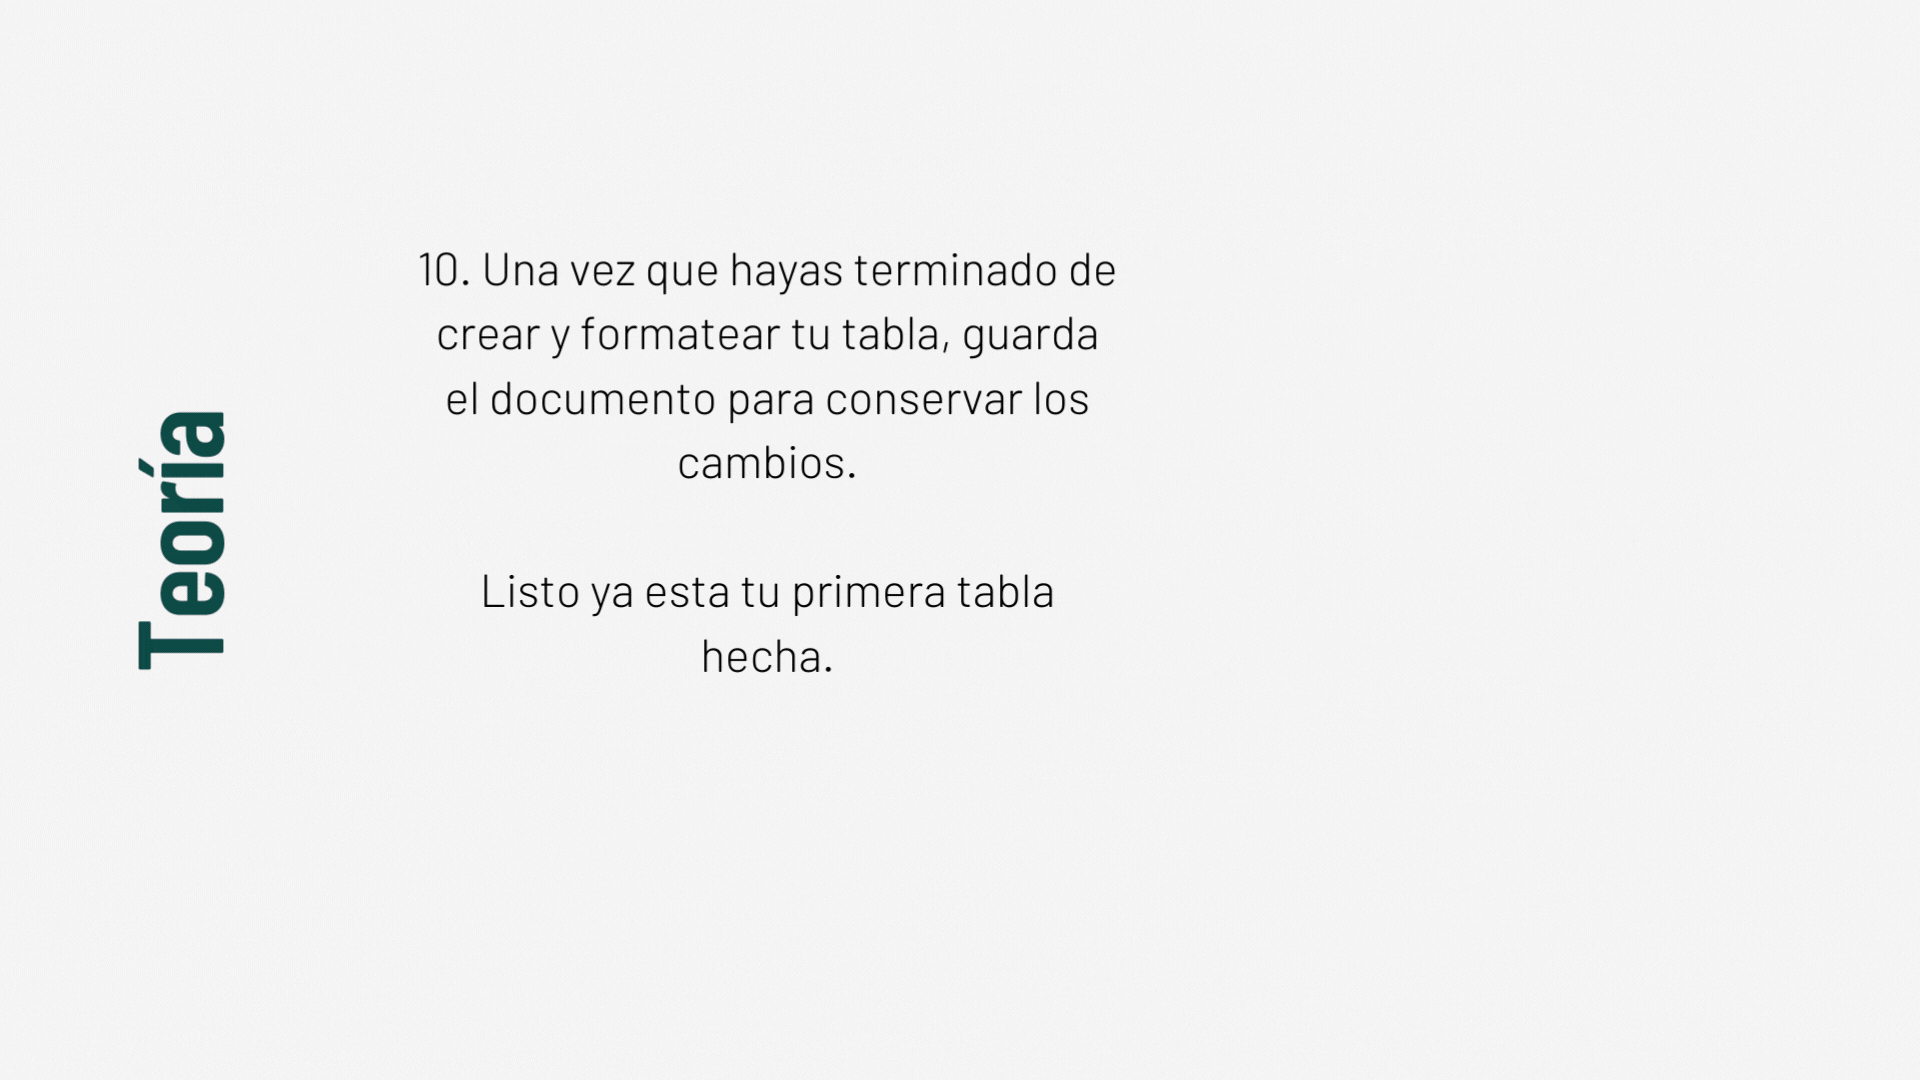 Teoría
10. Una vez que hayas terminado de
crear y formatear tu tabla, guarda
el documento para conservar los
cambios.
Listo ya esta tu primera tabla
hecha.